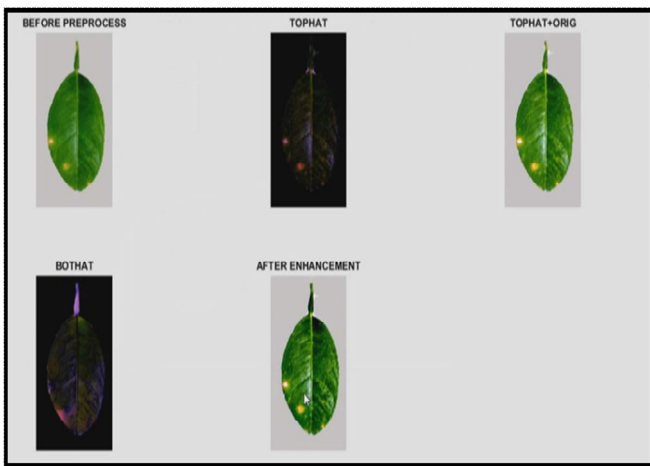 BEFORE PREPROCESS
TOPHAT
TOPHAT+ORIG
BOTHAT
AFTER ENHANCEMENT